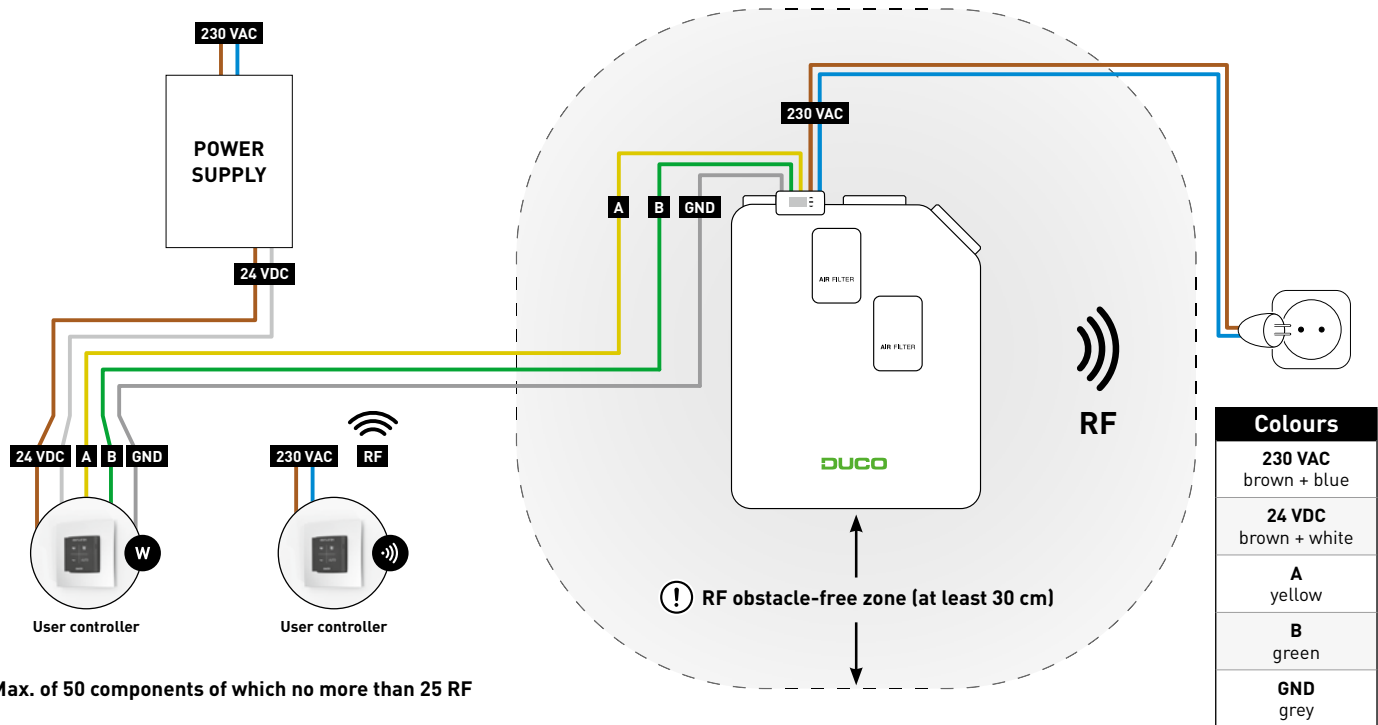 230 VAC
POWER
SUPPLY
24 VDC
24 VDC
A
B
GND
W
User controller
230 VAC
RF
User controller
Max. of 50 components of which no more than 25 RF
230 VAC
A
B
GND
AIR FILTER
AIR FILTER
DUCO
RF
! RF obstacle-free zone (at least 30 cm)
Colours
230 VAC
brown + blue
24 VDC
brown + white
A
yellow
B
green
GND
grey